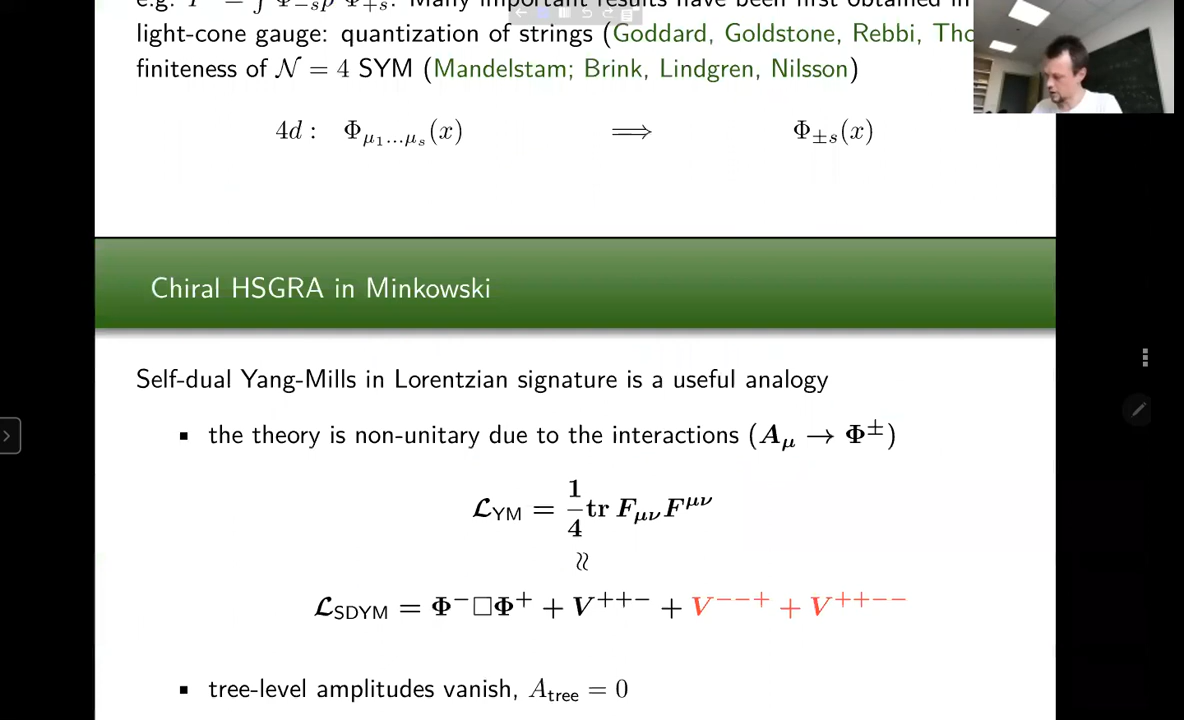 light-cone gauge: quantization of strings (Goddard, Goldstone, Rebbi,
finiteness of 𝒩 = 4 SYM (Mandelstam; Brink, Lindgren, Nilsson)
4d : Φ_{μ₁…μₛ}(x) ⟹ Φ_{±s}(x)
Chiral HSGRA in Minkowski
Self-dual Yang-Mills in Lorentzian signature is a useful analogy
▪ the theory is non-unitary due to the interactions (A_μ → Φ^±)
ℒ_YM = 1/4 tr F_{μν}F^{μν}
≀≀
ℒ_SDYM = Φ^−□Φ^+ + V^{++−} + V^{−−+} + V^{++−−}
▪ tree-level amplitudes vanish, A_tree = 0